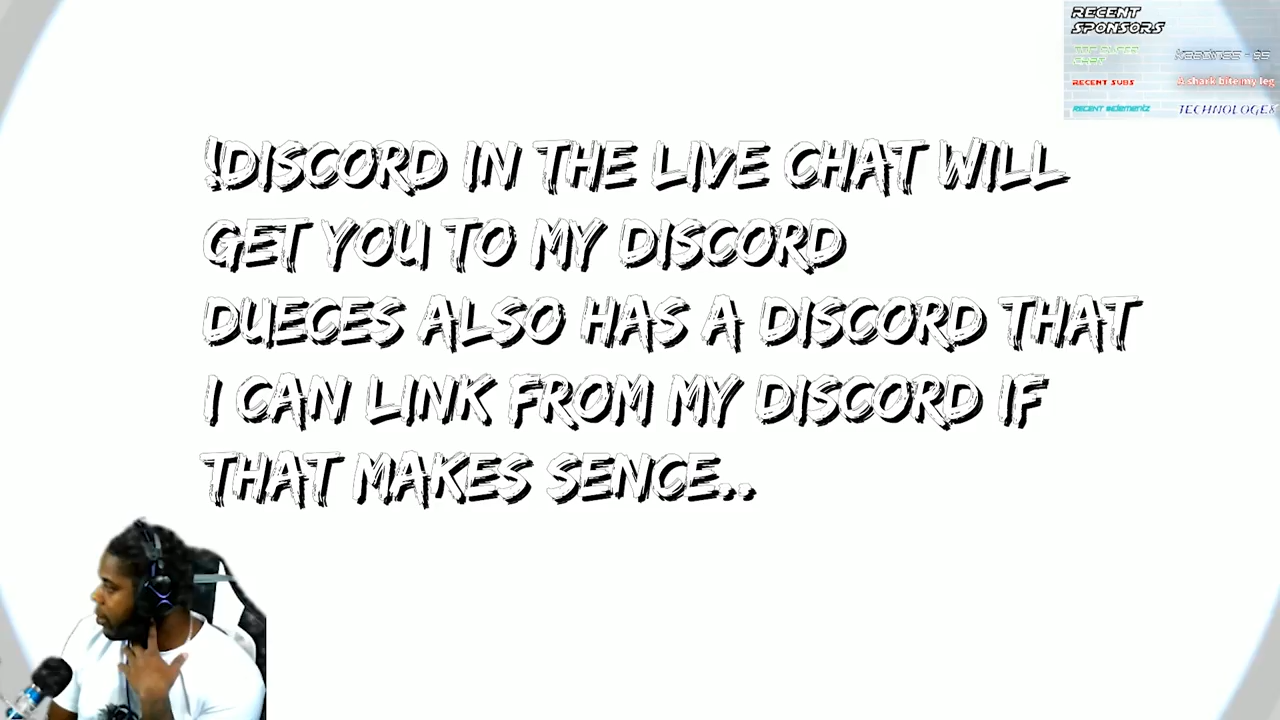 RECENT
SPONSORS
RECENT SUBS
A shark bite my leg
!DISCORD IN THE LIVE CHAT WILL
GET YOU TO MY DISCORD
DUECES ALSO HAS A DISCORD THAT
I CAN LINK FROM MY DISCORD IF
THAT MAKES SENCE..